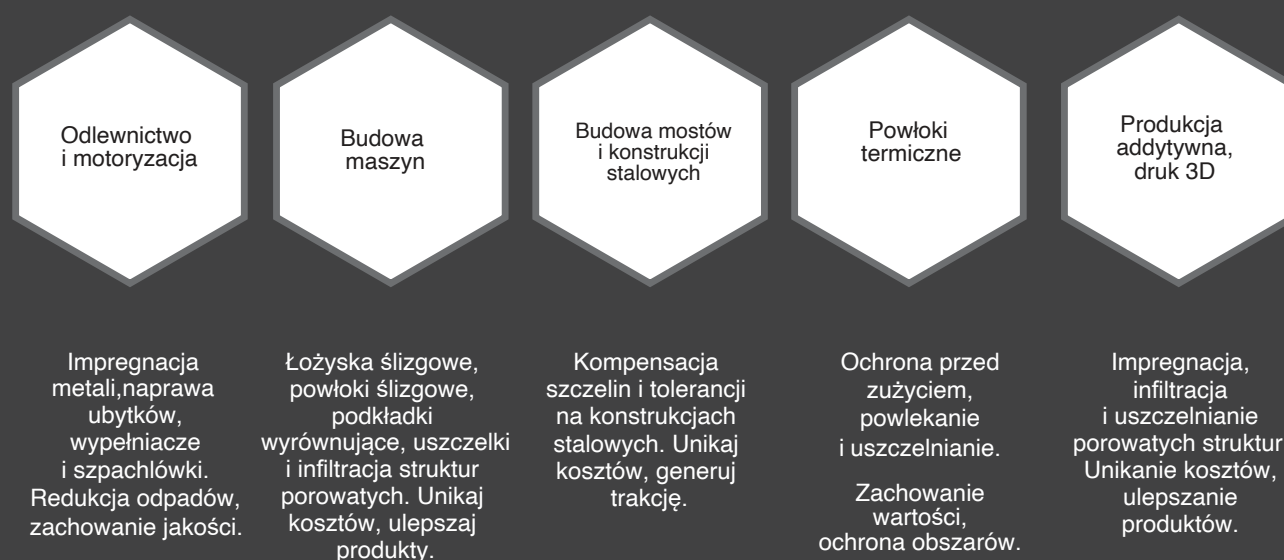 Odlewnictwo
i motoryzacja
Budowa
maszyn
Budowa mostów
i konstrukcji
stalowych
Powłoki
termiczne
Produkcja
addytywna,
druk 3D
Impregnacja
metali,naprawa
ubytków,
wypełniacze
i szpachlówki.
Redukcja odpadów,
zachowanie jakości.
Łożyska ślizgowe,
powłoki ślizgowe,
podkładki
wyrównujące, uszczelki
i infiltracja struktur
porowatych. Unikaj
kosztów, ulepszaj
produkty.
Kompensacja
szczelin i tolerancji
na konstrukcjach
stalowych. Unikaj
kosztów, generuj
trakcję.
Ochrona przed
zużyciem,
powlekanie
i uszczelnianie.
Zachowanie
wartości,
ochrona obszarów.
Impregnacja,
infiltracja
i uszczelnianie
porowatych struktur
Unikanie kosztów,
ulepszanie
produktów.